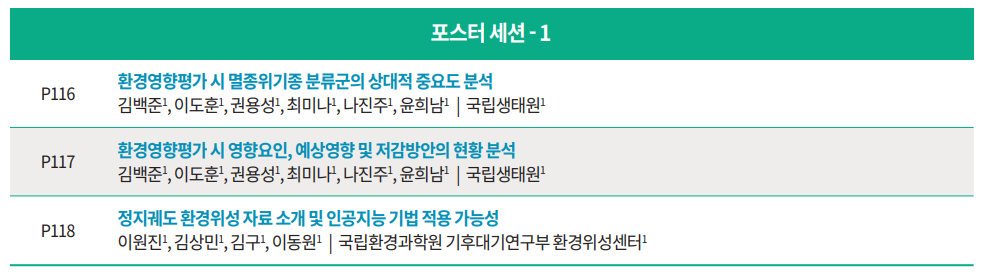 포스터 세션 - 1
P116
환경영향평가 시 멸종위기종 분류군의 상대적 중요도 분석
김백준¹, 이도훈¹, 권용성¹, 최미나¹, 나진주¹, 윤희남¹ | 국립생태원¹
P117
환경영향평가 시 영향요인, 예상영향 및 저감방안의 현황 분석
김백준¹, 이도훈¹, 권용성¹, 최미나¹, 나진주¹, 윤희남¹ | 국립생태원¹
P118
정지궤도 환경위성 자료 소개 및 인공지능 기법 적용 가능성
이원진¹, 김상민¹, 김구¹, 이동원¹ | 국립환경과학원 기후대기연구부 환경위성센터¹